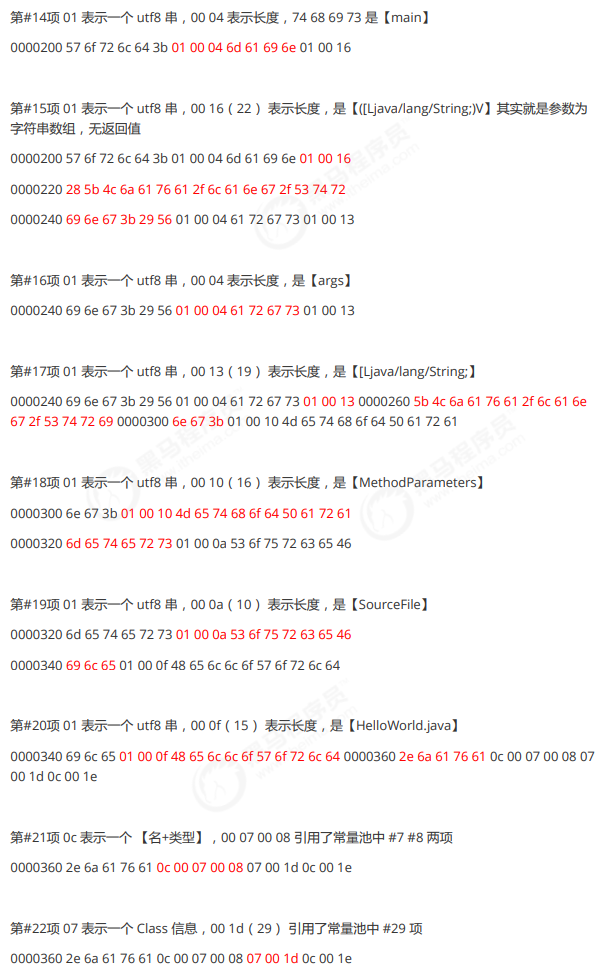 第#14项 01 表示一个 utf8 串，00 04 表示长度，74 68 69 73 是【main】
0000200 57 6f 72 6c 64 3b 01 00 04 6d 61 69 6e 01 00 16
第#15项 01 表示一个 utf8 串，00 16（22） 表示长度，是【([Ljava/lang/String;)V】其实就是参数为
字符串数组，无返回值
0000200 57 6f 72 6c 64 3b 01 00 04 6d 61 69 6e 01 00 16
0000220 28 5b 4c 6a 61 76 61 2f 6c 61 6e 67 2f 53 74 72
0000240 69 6e 67 3b 29 56 01 00 04 61 72 67 73 01 00 13
第#16项 01 表示一个 utf8 串，00 04 表示长度，是【args】
0000240 69 6e 67 3b 29 56 01 00 04 61 72 67 73 01 00 13
第#17项 01 表示一个 utf8 串，00 13（19） 表示长度，是【[Ljava/lang/String;】
0000240 69 6e 67 3b 29 56 01 00 04 61 72 67 73 01 00 13 0000260 5b 4c 6a 61 76 61 2f 6c 61 6e
67 2f 53 74 72 69 0000300 6e 67 3b 01 00 10 4d 65 74 68 6f 64 50 61 72 61
第#18项 01 表示一个 utf8 串，00 10（16） 表示长度，是【MethodParameters】
0000300 6e 67 3b 01 00 10 4d 65 74 68 6f 64 50 61 72 61
0000320 6d 65 74 65 72 73 01 00 0a 53 6f 75 72 63 65 46
第#19项 01 表示一个 utf8 串，00 0a（10） 表示长度，是【SourceFile】
0000320 6d 65 74 65 72 73 01 00 0a 53 6f 75 72 63 65 46
0000340 69 6c 65 01 00 0f 48 65 6c 6c 6f 57 6f 72 6c 64
第#20项 01 表示一个 utf8 串，00 0f（15） 表示长度，是【HelloWorld.java】
0000340 69 6c 65 01 00 0f 48 65 6c 6c 6f 57 6f 72 6c 64 0000360 2e 6a 61 76 61 0c 00 07 00 08 07
00 1d 0c 00 1e
第#21项 0c 表示一个 【名+类型】，00 07 00 08 引用了常量池中 #7 #8 两项
0000360 2e 6a 61 76 61 0c 00 07 00 08 07 00 1d 0c 00 1e
第#22项 07 表示一个 Class 信息，00 1d（29） 引用了常量池中 #29 项
0000360 2e 6a 61 76 61 0c 00 07 00 08 07 00 1d 0c 00 1e